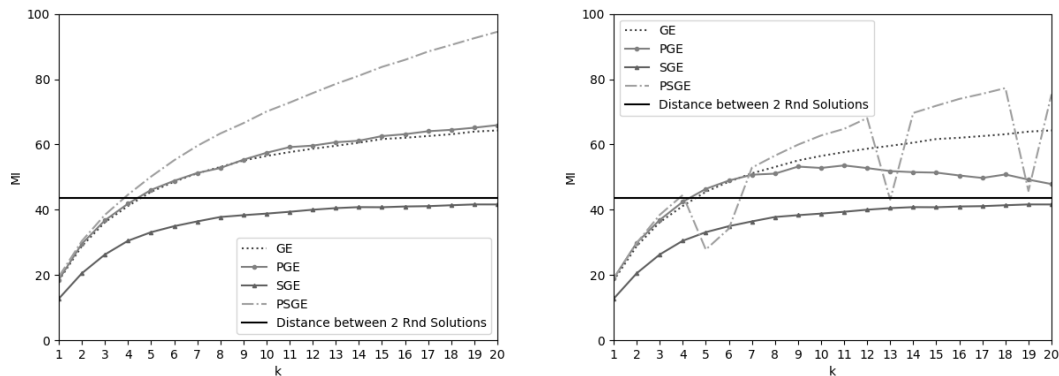 100
80
60
40
20
0
MI
GE
PGE
SGE
PSGE
Distance between 2 Rnd Solutions
1 2 3 4 5 6 7 8 9 10 11 12 13 14 15 16 17 18 19 20
k
100
80
60
40
20
0
MI
GE
PGE
SGE
PSGE
Distance between 2 Rnd Solutions
1 2 3 4 5 6 7 8 9 10 11 12 13 14 15 16 17 18 19 20
k